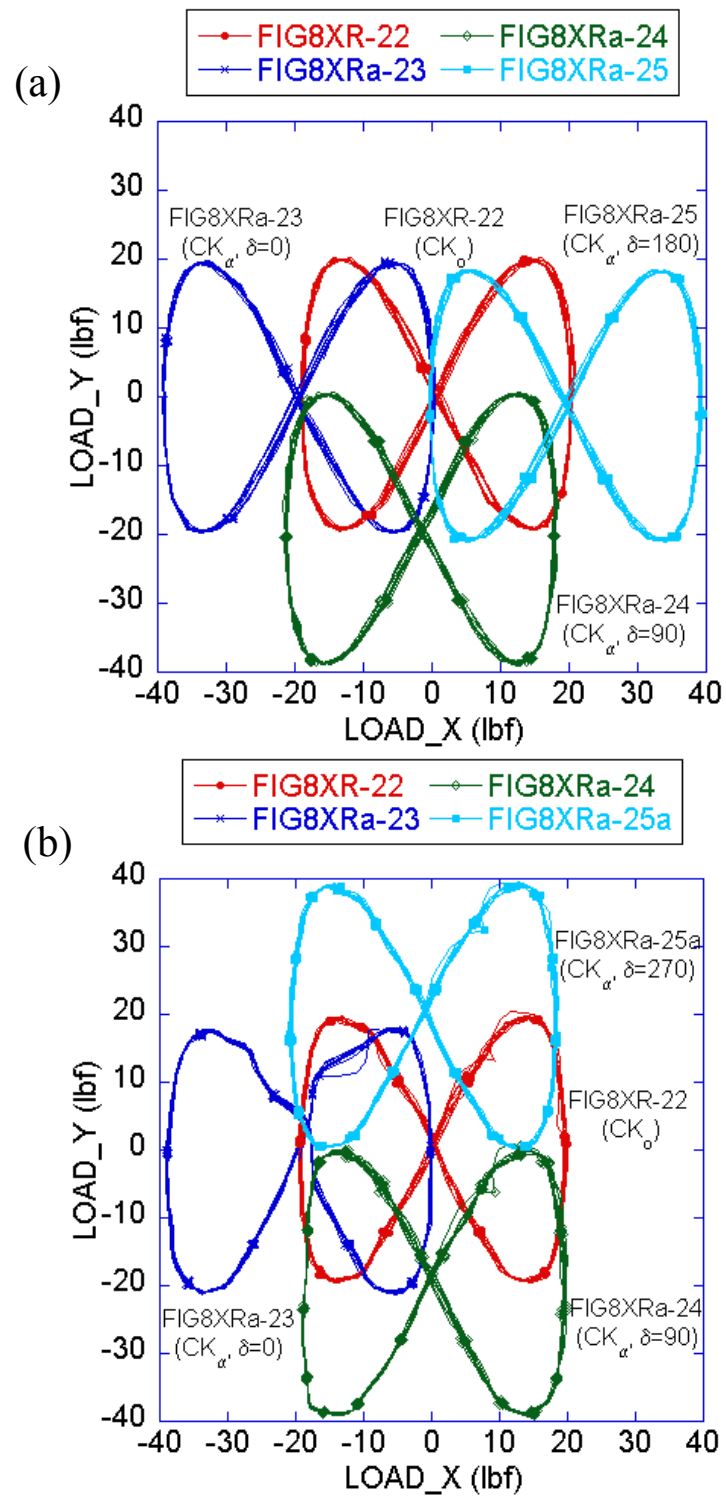 (a)
FIG8XR-22 FIG8XRa-24
FIG8XRa-23 FIG8XRa-25
40
30
20
10
0
-10
-20
-30
-40
LOAD_Y (lbf)
FIG8XRa-23
(CKα, δ=0)
FIG8XR-22
(CKo)
FIG8XRa-25
(CKα, δ=180)
FIG8XRa-24
(CKα, δ=90)
-40 -30 -20 -10 0 10 20 30 40
LOAD_X (lbf)
(b)
FIG8XR-22 FIG8XRa-24
FIG8XRa-23 FIG8XRa-25a
40
30
20
10
0
-10
-20
-30
-40
LOAD_Y (lbf)
FIG8XRa-25a
(CKα, δ=270)
FIG8XR-22
(CKo)
FIG8XRa-23
(CKα, δ=0)
FIG8XRa-24
(CKα, δ=90)
-40 -30 -20 -10 0 10 20 30 40
LOAD_X (lbf)